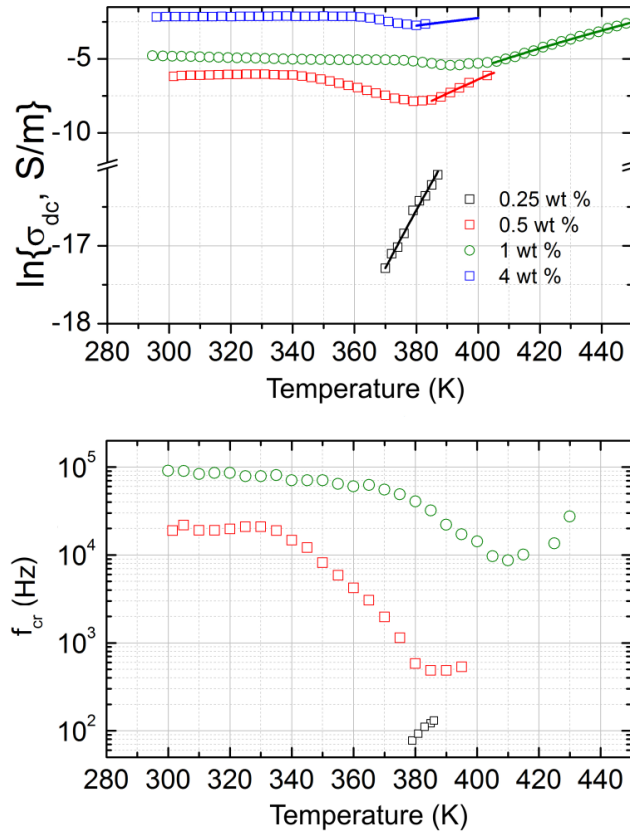 ln{σdc, S/m}
-5
-10
-17
-18
0.25 wt %
0.5 wt %
1 wt %
4 wt %
280 300 320 340 360 380 400 420 440
Temperature (K)
fcr (Hz)
10^5
10^4
10^3
10^2
280 300 320 340 360 380 400 420 440
Temperature (K)